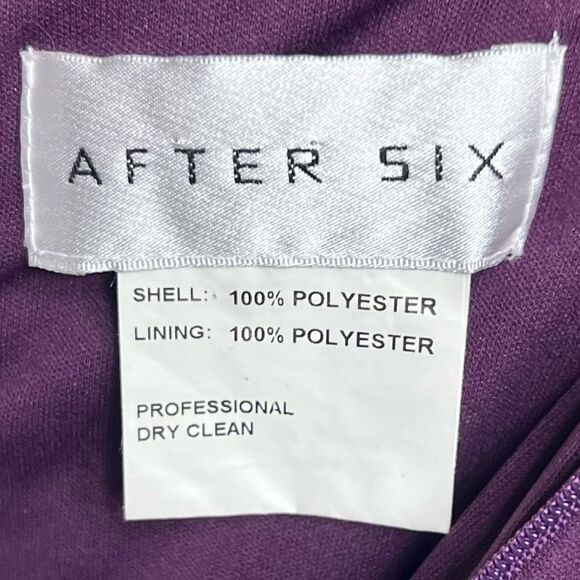 AFTER SIX
SHELL: 100% POLYESTER
LINING: 100% POLYESTER
PROFESSIONAL
DRY CLEAN